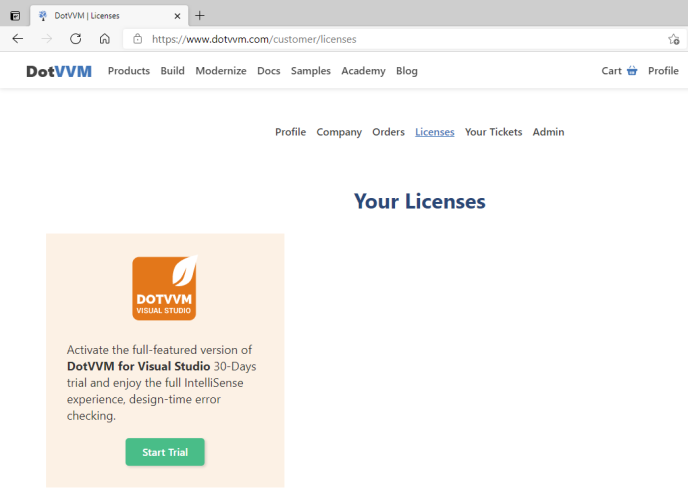 DotVVM | Licenses
https://www.dotvvm.com/customer/licenses
DotVVM Products Build Modernize Docs Samples Academy Blog Cart Profile
Profile Company Orders Licenses Your Tickets Admin
Your Licenses
DOTVVM
VISUAL STUDIO
Activate the full-featured version of
DotVVM for Visual Studio 30-Days
trial and enjoy the full IntelliSense
experience, design-time error
checking.
Start Trial